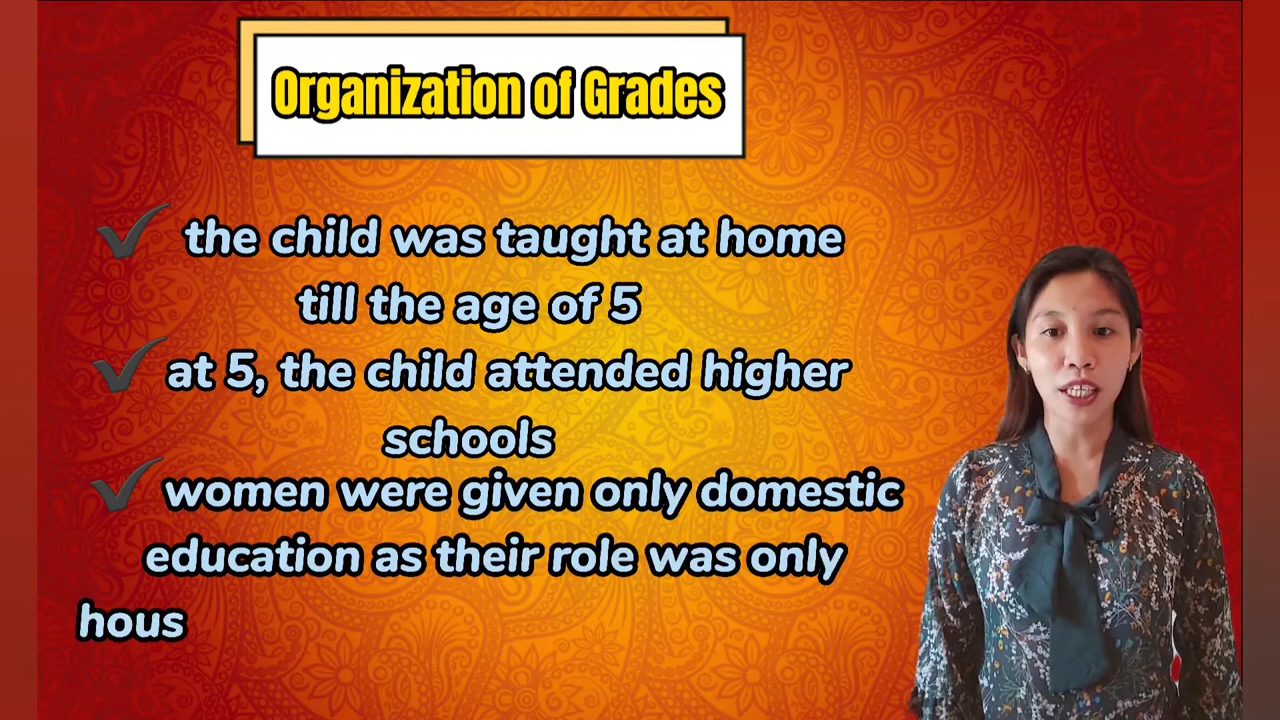 Organization of Grades
the child was taught at home
till the age of 5
at 5, the child attended higher
schools
women were given only domestic
education as their role was only
hous